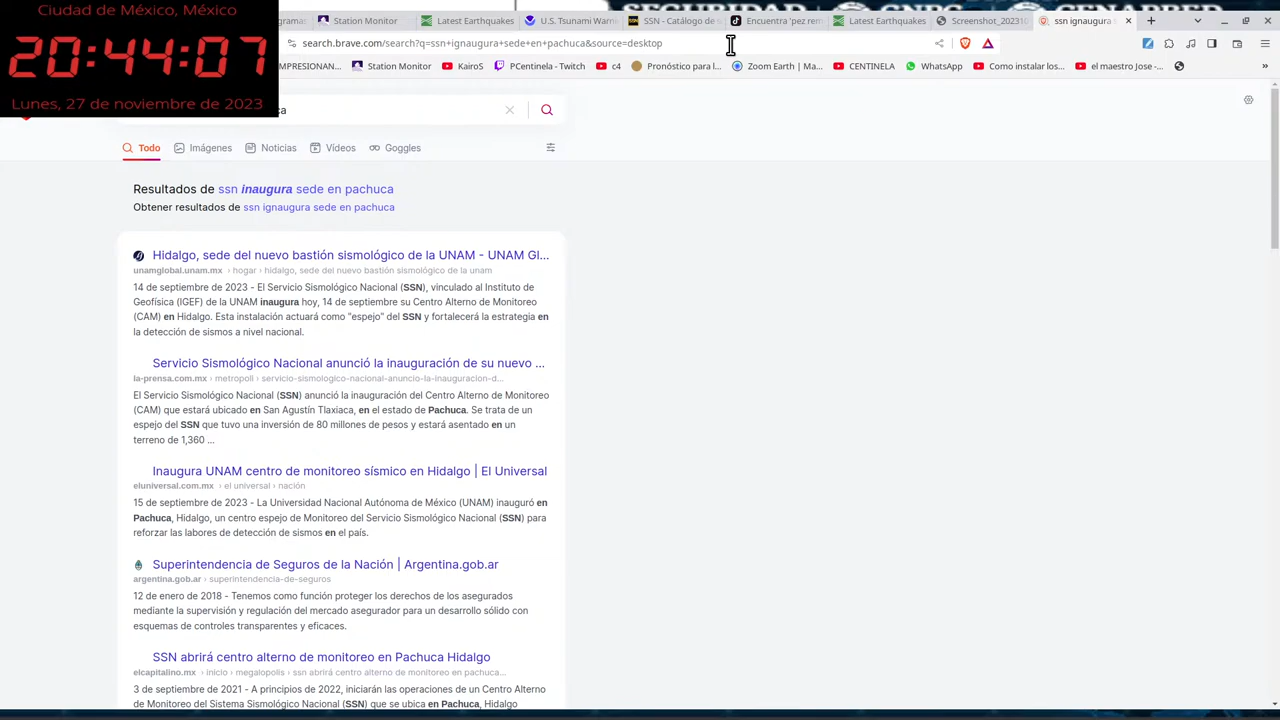 Ciudad de México, México
20:44:07
Lunes, 27 de noviembre de 2023
Station Monitor
Latest Earthquakes
U.S. Tsunami Warni
SSN - Catálogo de s
Encuentra 'pez rem
Latest Earthquakes
Screenshot_202310
ssn ignaugura s
search.brave.com/search?q=ssn+ignaugura+sede+en+pachuca&source=desktop
IMPRESIONAN...
Station Monitor
KairoS
PCentinela - Twitch
c4
Pronóstico para l...
Zoom Earth | Ma...
CENTINELA
WhatsApp
Como instalar los...
el maestro Jose -...
»
ca
Todo
Imágenes
Noticias
Vídeos
Goggles
Resultados de ssn inaugura sede en pachuca
Obtener resultados de ssn ignaugura sede en pachuca
Hidalgo, sede del nuevo bastión sismológico de la UNAM - UNAM Gl...
unamglobal.unam.mx › hogar › hidalgo, sede del nuevo bastión sismológico de la unam
14 de septiembre de 2023 - El Servicio Sismológico Nacional (SSN), vinculado al Instituto de
Geofísica (IGEF) de la UNAM inaugura hoy, 14 de septiembre su Centro Alterno de Monitoreo
(CAM) en Hidalgo. Esta instalación actuará como "espejo" del SSN y fortalecerá la estrategia en
la detección de sismos a nivel nacional.
Servicio Sismológico Nacional anunció la inauguración de su nuevo ...
la-prensa.com.mx › metropoli › servicio-sismologico-nacional-anuncio-la-inauguracion-d...
El Servicio Sismológico Nacional (SSN) anunció la inauguración del Centro Alterno de Monitoreo
(CAM) que estará ubicado en San Agustín Tlaxiaca, en el estado de Pachuca. Se trata de un
espejo del SSN que tuvo una inversión de 80 millones de pesos y estará asentado en un
terreno de 1,360 ...
Inaugura UNAM centro de monitoreo sísmico en Hidalgo | El Universal
eluniversal.com.mx › el universal › nación
15 de septiembre de 2023 - La Universidad Nacional Autónoma de México (UNAM) inauguró en
Pachuca, Hidalgo, un centro espejo de Monitoreo del Servicio Sismológico Nacional (SSN) para
reforzar las labores de detección de sismos en el país.
Superintendencia de Seguros de la Nación | Argentina.gob.ar
argentina.gob.ar › superintendencia-de-seguros
12 de enero de 2018 - Tenemos como función proteger los derechos de los asegurados
mediante la supervisión y regulación del mercado asegurador para un desarrollo sólido con
esquemas de controles transparentes y eficaces.
SSN abrirá centro alterno de monitoreo en Pachuca Hidalgo
elcapitalino.mx › inicio › megalopolis › ssn abrirá centro alterno de monitoreo en pachuca...
3 de septiembre de 2021 - A principios de 2022, iniciarán las operaciones de un Centro Alterno
de Monitoreo del Sistema Sismológico Nacional (SSN) que se ubica en Pachuca, Hidalgo